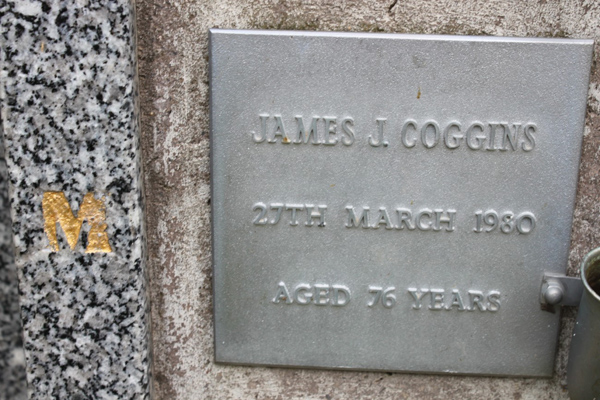 M
JAMES J. COGGINS
27TH MARCH 1980
AGED 76 YEARS